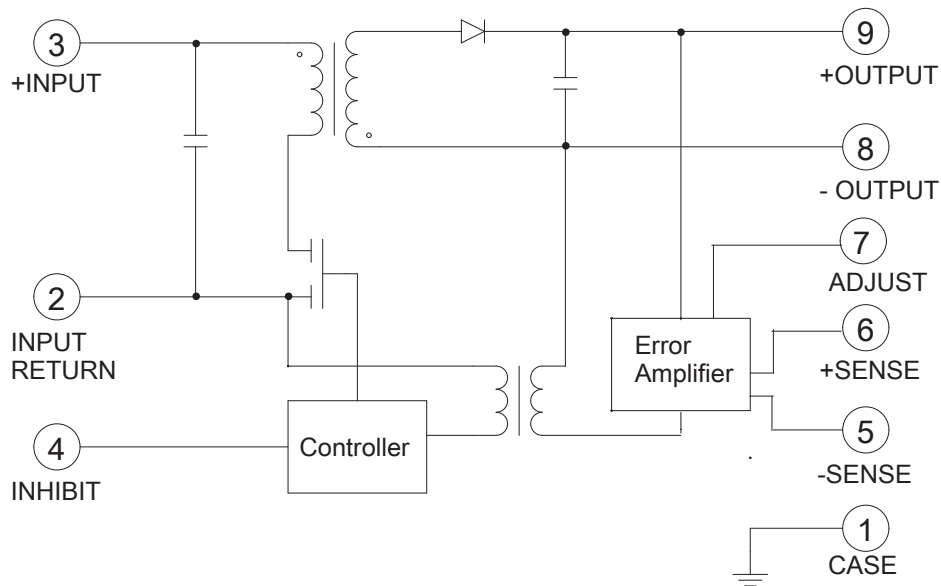 3
+INPUT
9
+OUTPUT
8
- OUTPUT
7
ADJUST
2
INPUT
RETURN
Error
Amplifier
6
+SENSE
4
INHIBIT
Controller
5
-SENSE
1
CASE